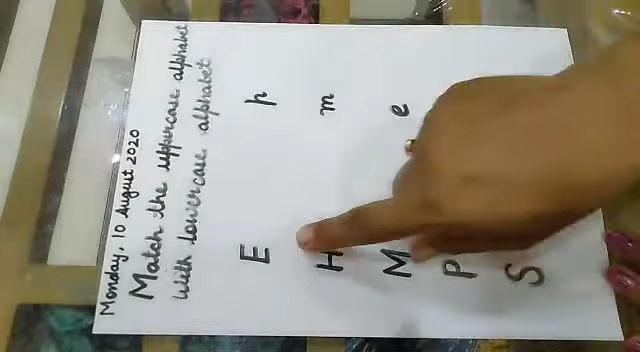 Monday, 10 August 2020
Match the uppercase alphabet
with lowercase alphabet
E p
H m
M e
P
S